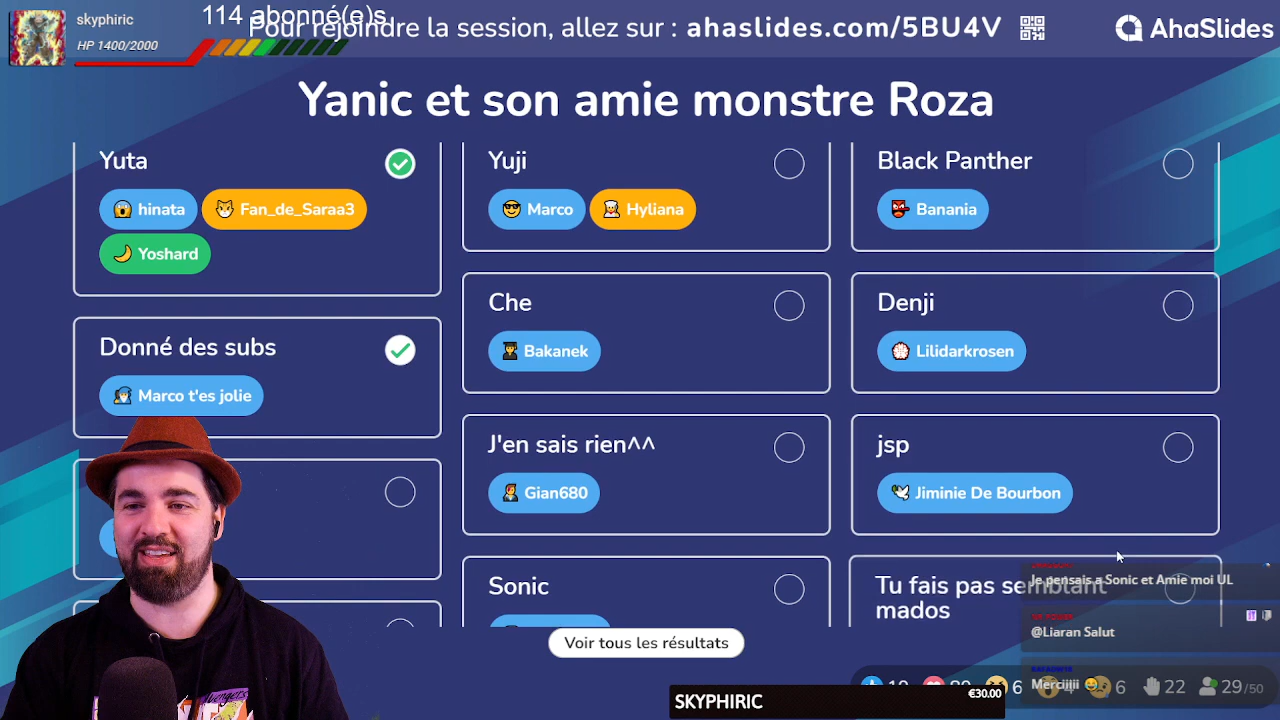 skyphiric
HP 1400/2000
114 abonné(e)s
Pour rejoindre la session, allez sur : ahaslides.com/5BU4V
AhaSlides
Yanic et son amie monstre Roza
Yuta
hinata
Fan_de_Saraa3
Yoshard
Yuji
Marco
Hyliana
Black Panther
Banania
Donné des subs
Marco t'es jolie
Che
Bakanek
Denji
Lilidarkrosen
J'en sais rien^^
Gian680
jsp
Jiminie De Bourbon
Sonic
Tu fais pas semblant
mados
Je pensais a Sonic et Amie moi UL
@Liaran Salut
Merciiiii
Voir tous les résultats
6
6
22
29/50
SKYPHIRIC
€30.00